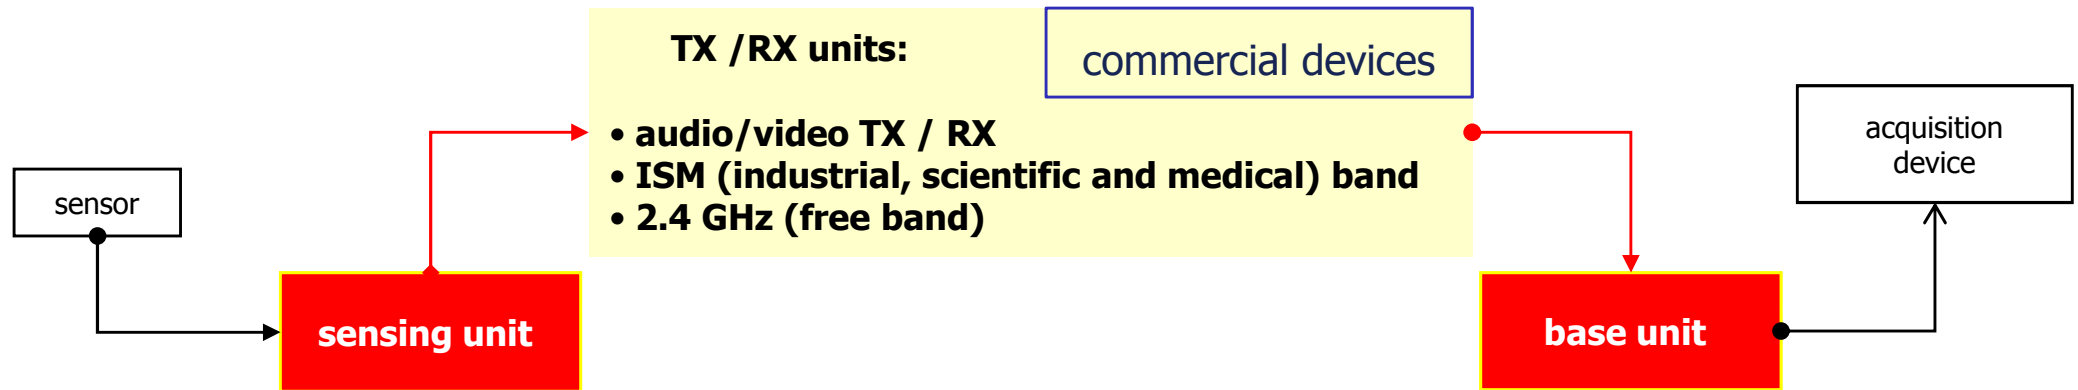 TX /RX units:
commercial devices
• audio/video TX / RX
• ISM (industrial, scientific and medical) band
• 2.4 GHz (free band)
sensor
sensing unit
base unit
acquisition
device